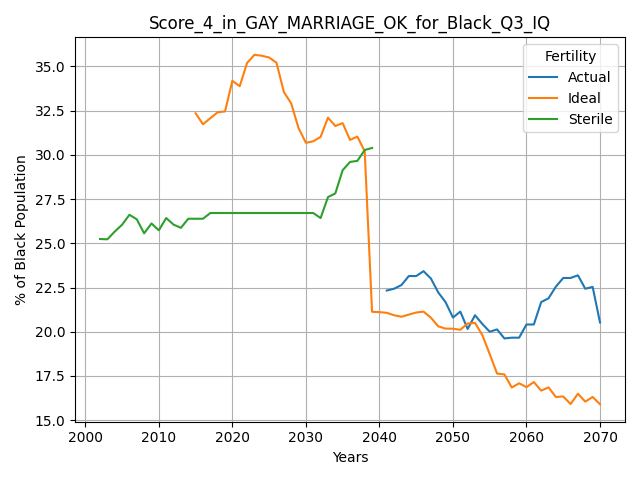 Score_4_in_GAY_MARRIAGE_OK_for_Black_Q3_IQ
Fertility
Actual
Ideal
Sterile
% of Black Population
35.0
32.5
30.0
27.5
25.0
22.5
20.0
17.5
15.0
2000 2010 2020 2030 2040 2050 2060 2070
Years